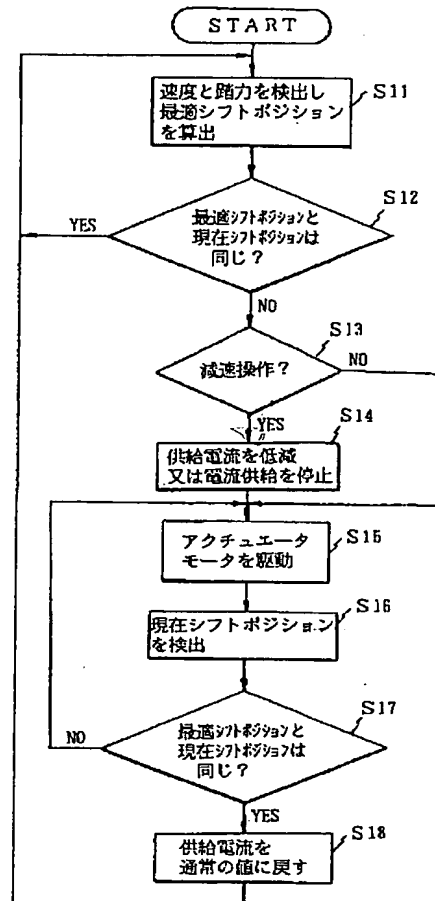 START
速度と踏力を検出し
最適シフトポジション
を算出
S11
最適シフトポジションと
現在シフトポジションは
同じ?
S12
YES
NO
減速操作?
S13
NO
YES
S14
供給電流を低減
又は電流供給を停止
アクチュエータ
モータを駆動
S15
現在シフトポジション
を検出
S16
最適シフトポジションと
現在シフトポジションは
同じ?
S17
NO
YES
供給電流を
通常の値に戻す
S18